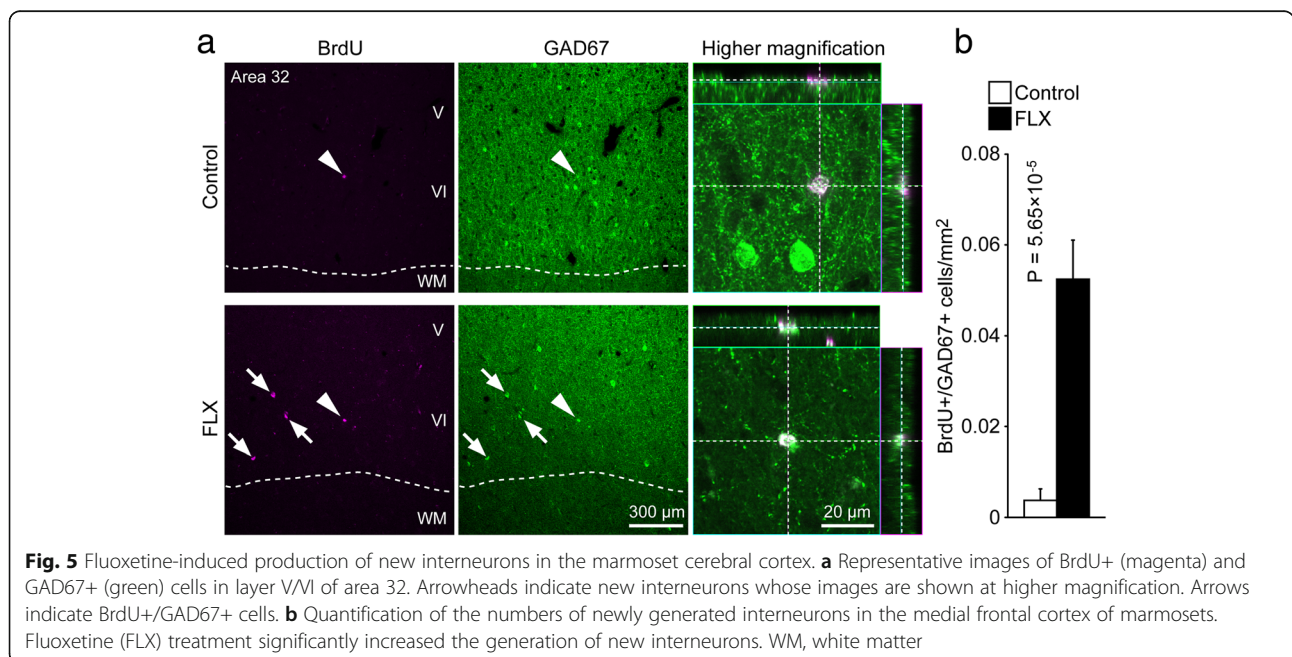 a
BrdU
GAD67
Higher magnification
Area 32
Control
V
VI
WM
FLX
V
VI
WM
300 µm
20 µm
b
Control
FLX
BrdU+/GAD67+ cells/mm²
0.08
0.06
0.04
0.02
0
P = 5.65×10⁻⁵
Fig. 5 Fluoxetine-induced production of new interneurons in the marmoset cerebral cortex. a Representative images of BrdU+ (magenta) and
GAD67+ (green) cells in layer V/VI of area 32. Arrowheads indicate new interneurons whose images are shown at higher magnification. Arrows
indicate BrdU+/GAD67+ cells. b Quantification of the numbers of newly generated interneurons in the medial frontal cortex of marmosets.
Fluoxetine (FLX) treatment significantly increased the generation of new interneurons. WM, white matter